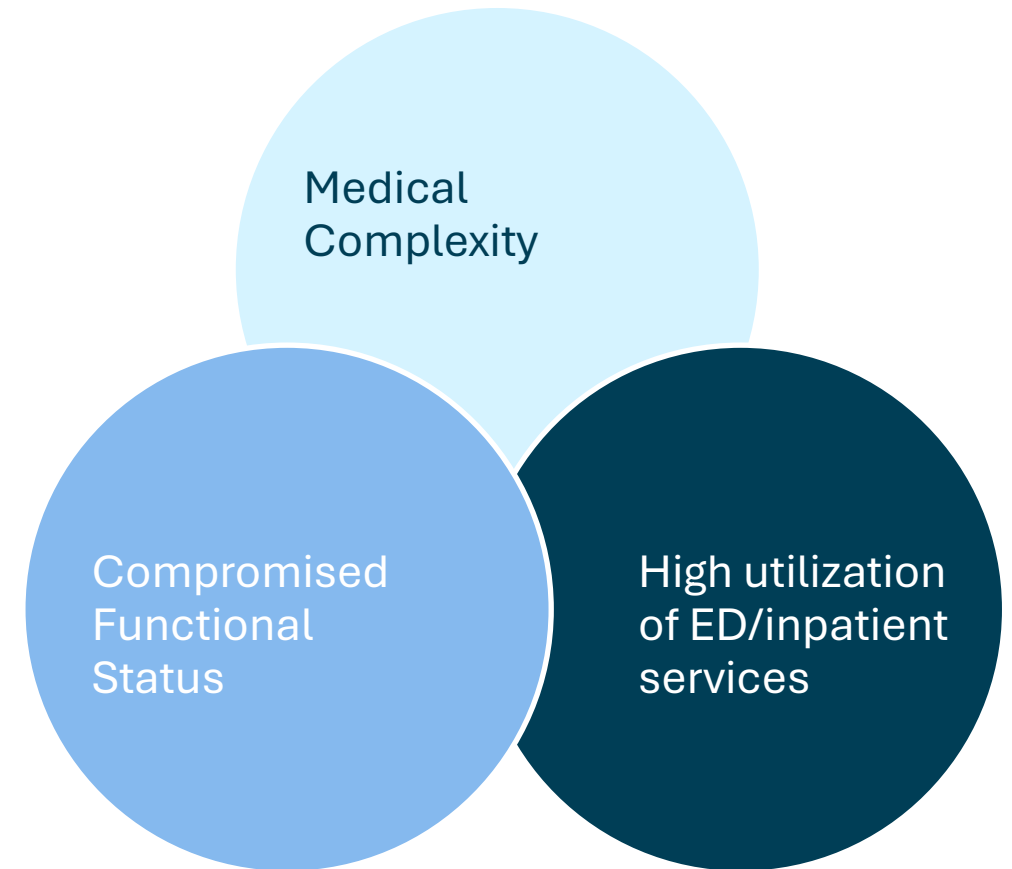 Medical
Complexity
Compromised
Functional
Status
High utilization
of ED/inpatient
services